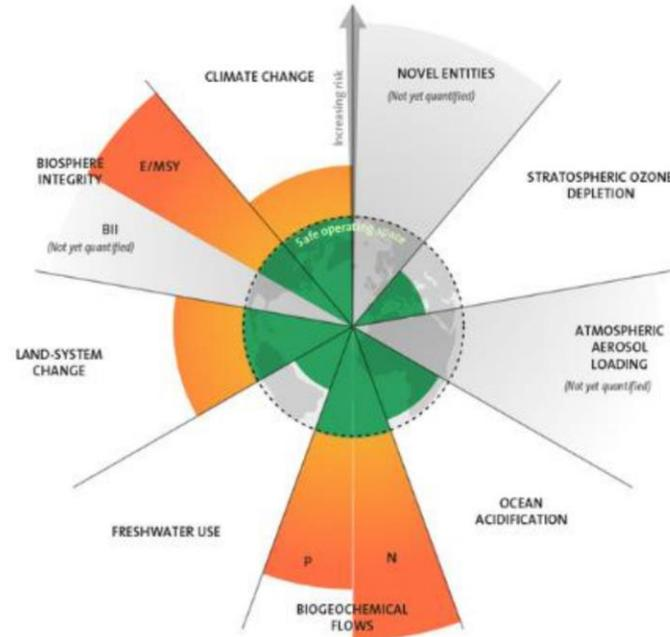 CLIMATE CHANGE
Increasing risk
NOVEL ENTITIES
(Not yet quantified)
STRATOSPHERIC OZONE
DEPLETION
ATMOSPHERIC
AEROSOL
LOADING
(Not yet quantified)
OCEAN
ACIDIFICATION
N
P
BIOGEOCHEMICAL
FLOWS
FRESHWATER USE
LAND-SYSTEM
CHANGE
BIOSPHERE
INTEGRITY
E/MSY
BII
(Not yet quantified)
Safe operating space